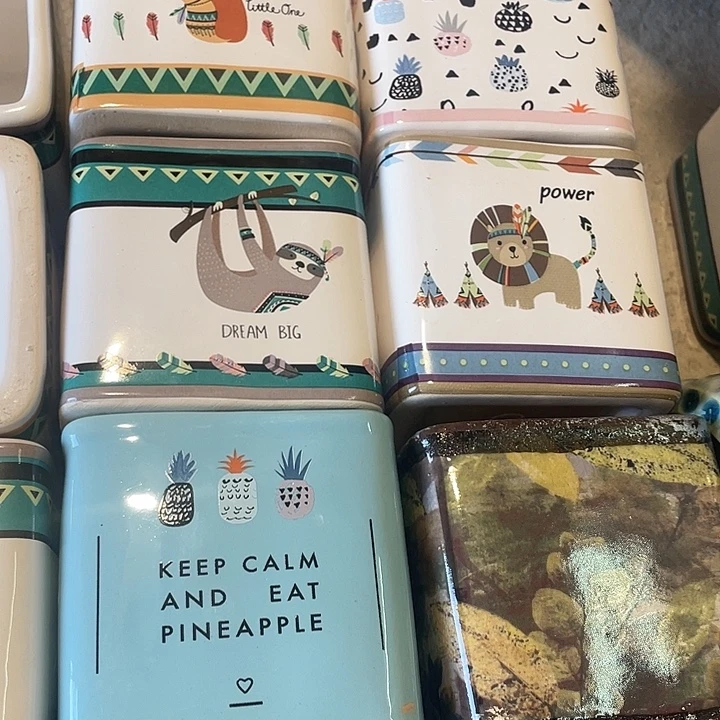 Little One
power
DREAM BIG
KEEP CALM
AND EAT
PINEAPPLE